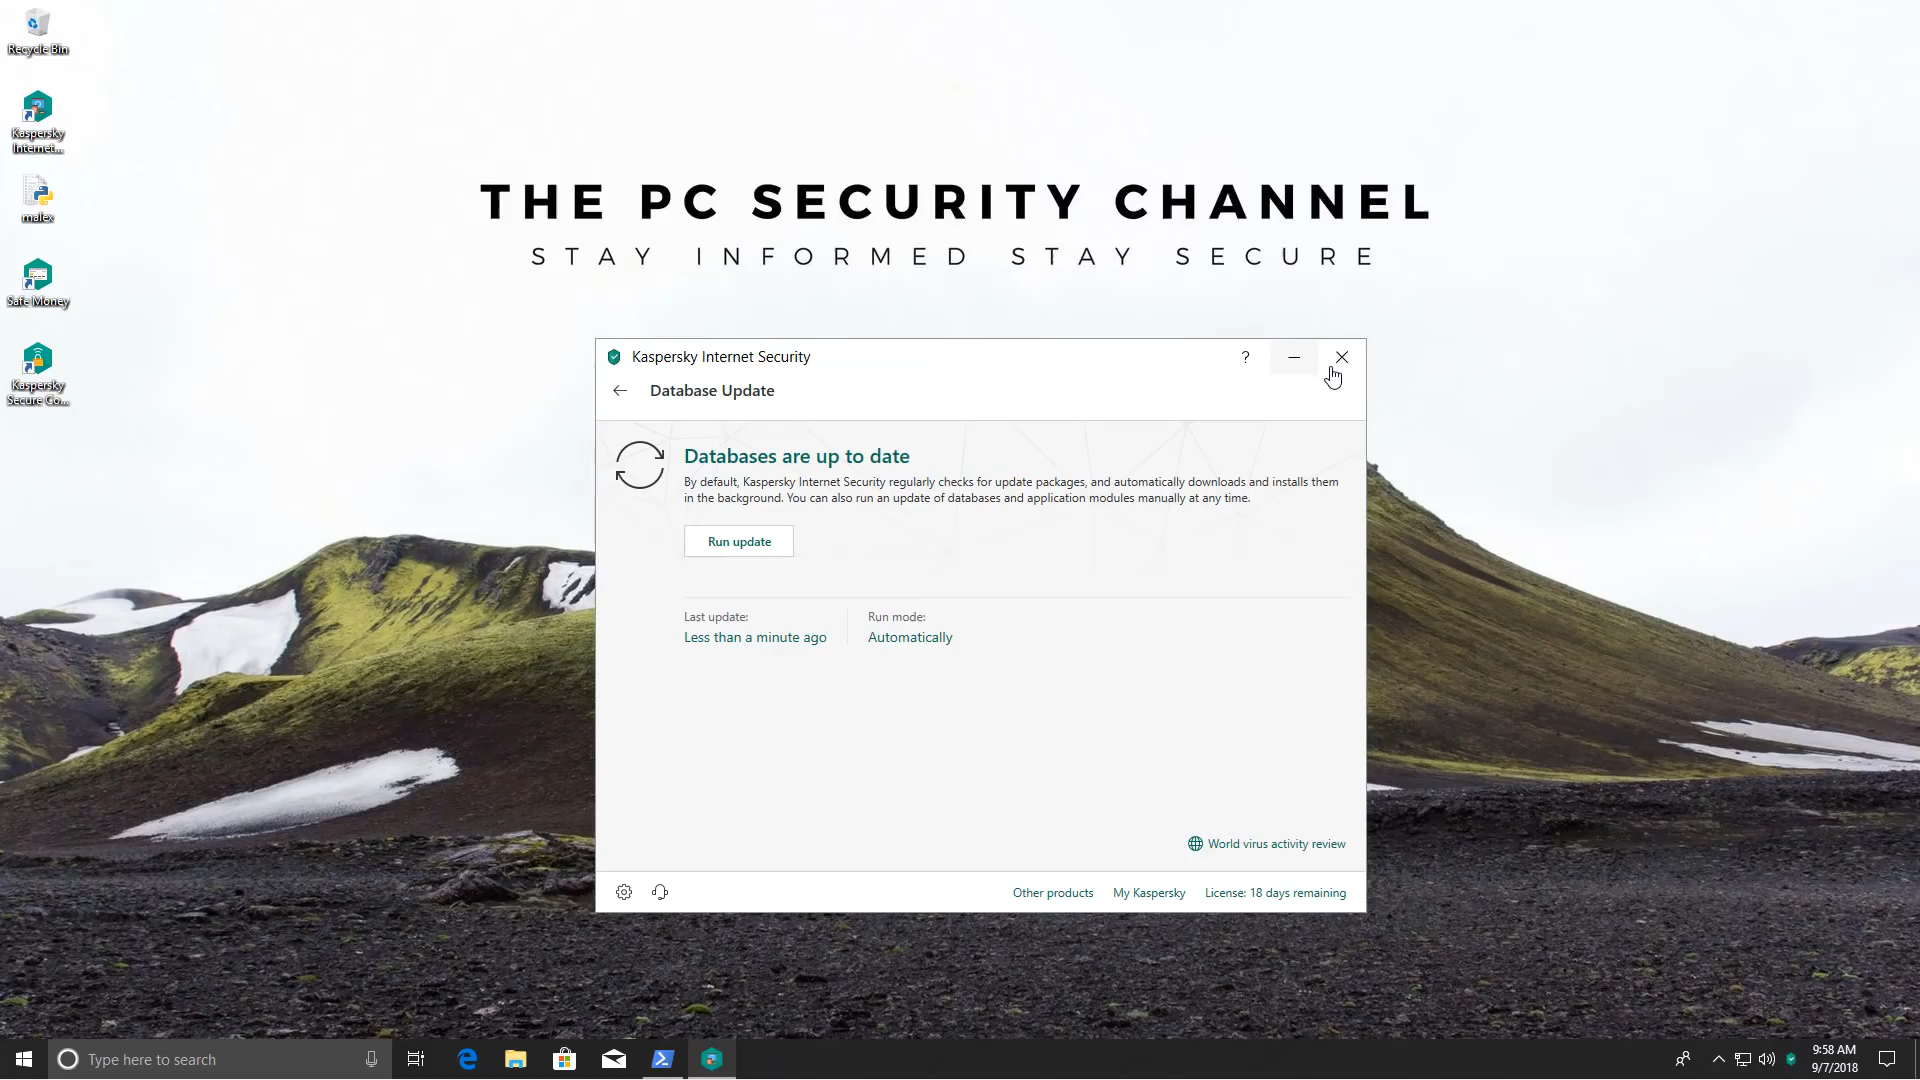 Recycle Bin
Kaspersky
Internet...
malex
Safe Money
Kaspersky
Secure Co...
THE PC SECURITY CHANNEL
STAY INFORMED STAY SECURE
Kaspersky Internet Security
?
Database Update
Databases are up to date
By default, Kaspersky Internet Security regularly checks for update packages, and automatically downloads and installs them
in the background. You can also run an update of databases and application modules manually at any time.
Run update
Last update:
Less than a minute ago
Run mode:
Automatically
World virus activity review
Other products
My Kaspersky
License: 18 days remaining
Type here to search
9:58 AM
9/7/2018